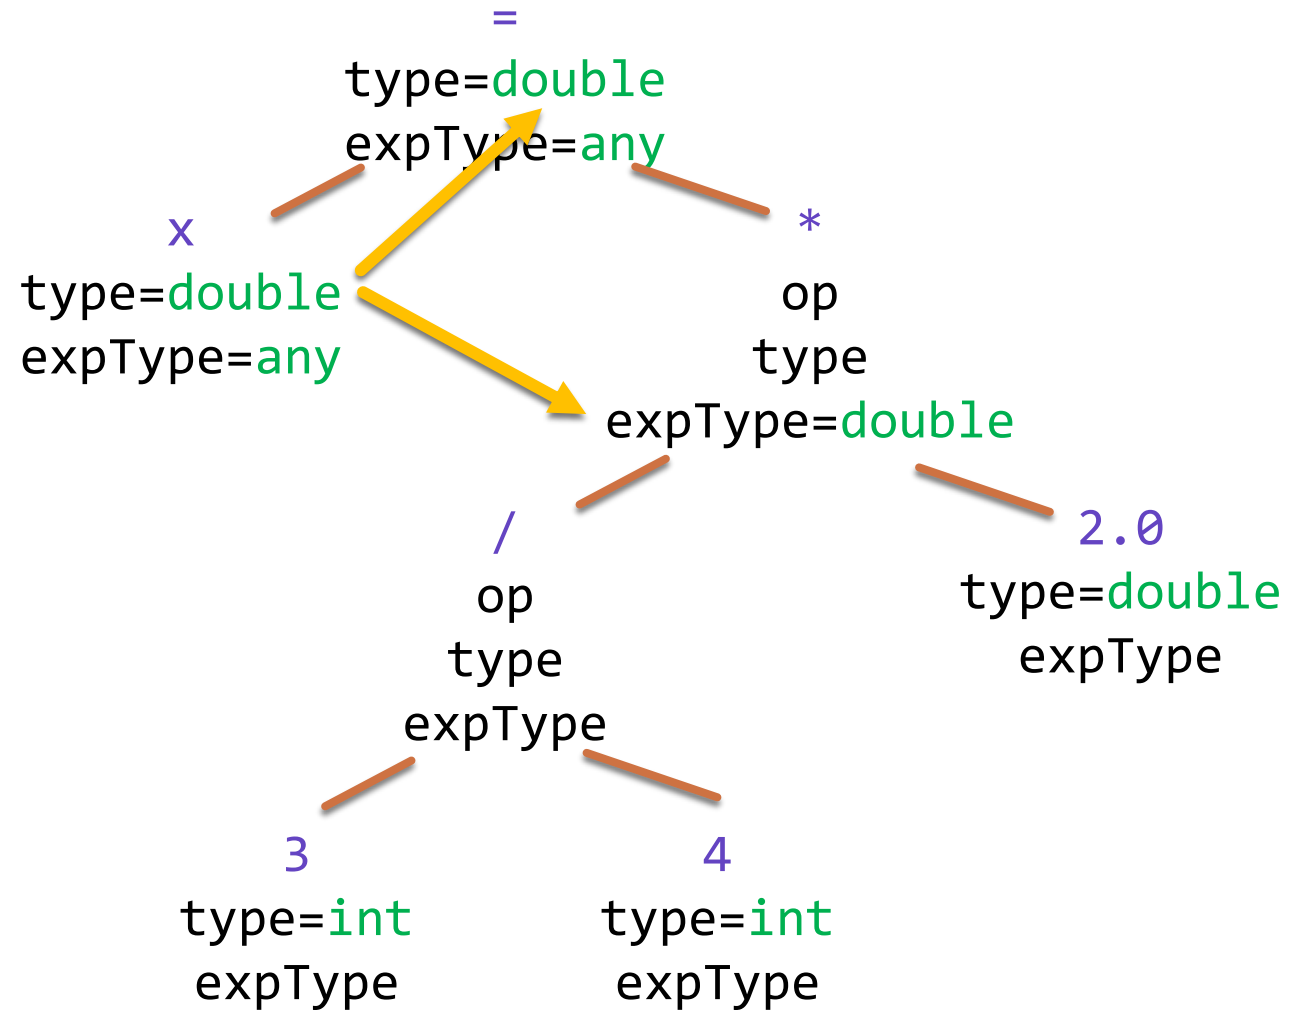 =
type=double
expType=any
x
type=double
expType=any
*
op
type
expType=double
/
op
type
expType
2.0
type=double
expType
3
type=int
expType
4
type=int
expType